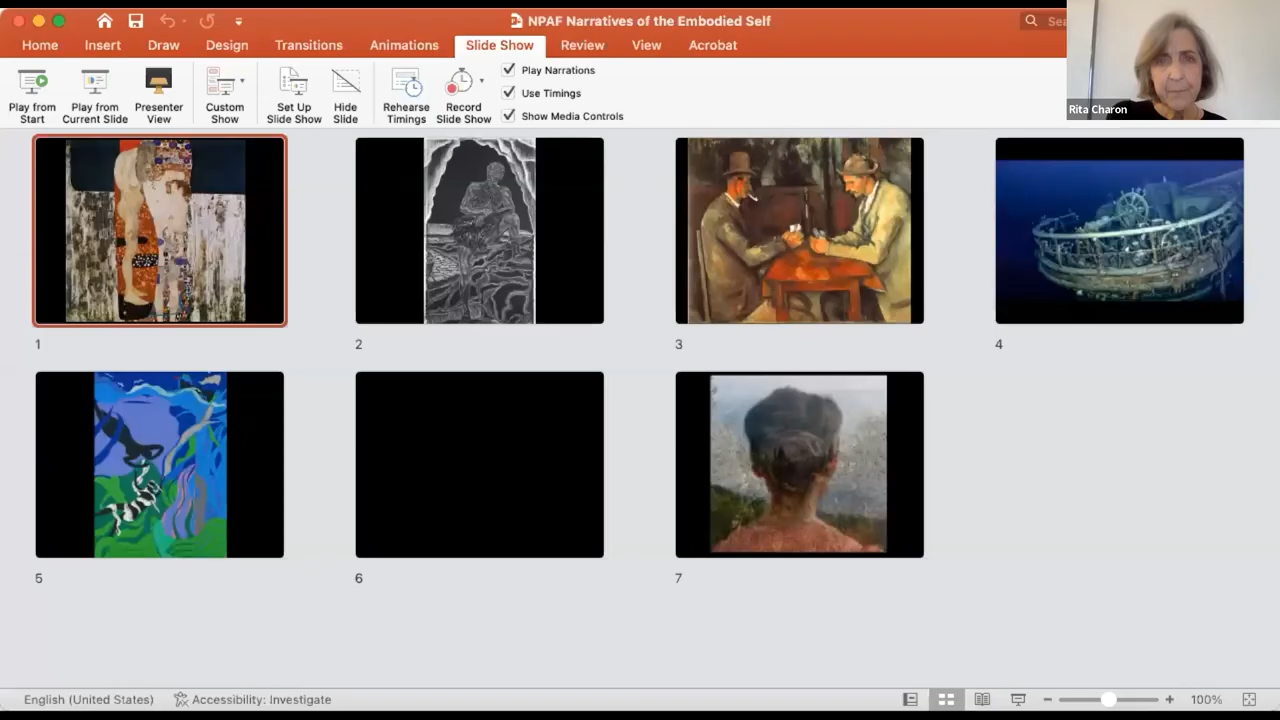 NPAF Narratives of the Embodied Self
Home Insert Draw Design Transitions Animations Slide Show Review View Acrobat
Play from Start
Play from Current Slide
Presenter View
Custom Show
Set Up Slide Show
Hide Slide
Rehearse Timings
Record Slide Show
Play Narrations
Use Timings
Show Media Controls
Rita Charon
1
2
3
4
5
6
7
English (United States) Accessibility: Investigate 100%